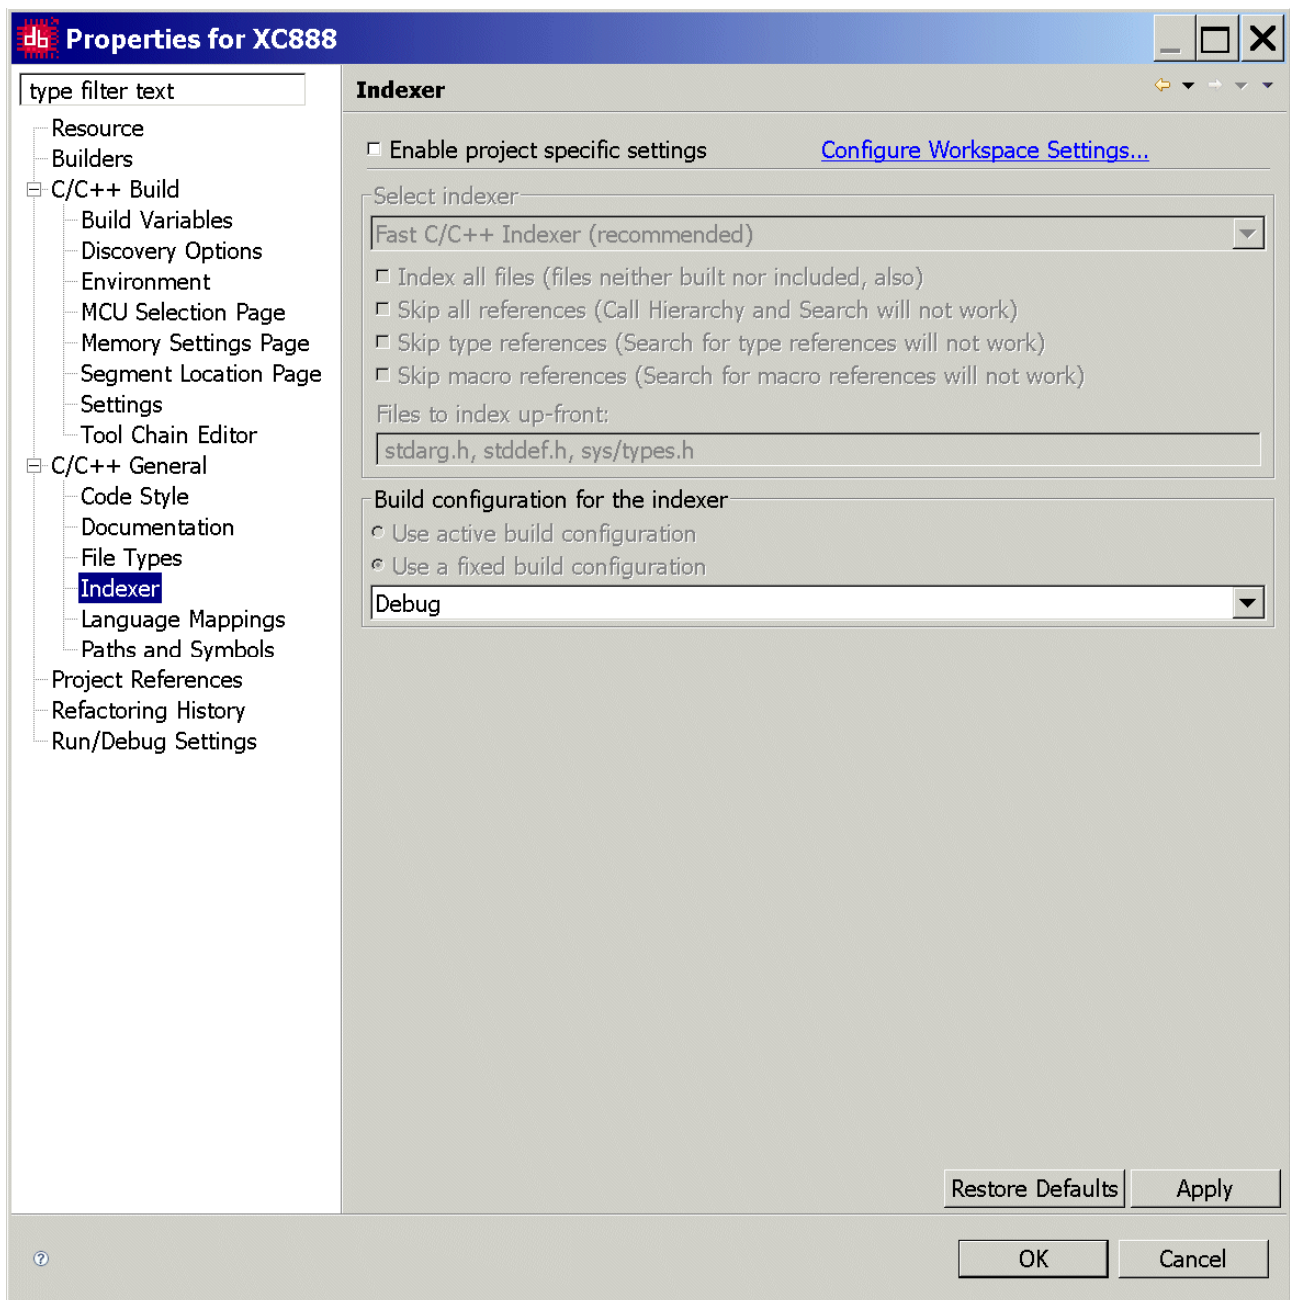 db Properties for XC888
type filter text
Resource
Builders
C/C++ Build
Build Variables
Discovery Options
Environment
MCU Selection Page
Memory Settings Page
Segment Location Page
Settings
Tool Chain Editor
C/C++ General
Code Style
Documentation
File Types
Indexer
Language Mappings
Paths and Symbols
Project References
Refactoring History
Run/Debug Settings
Indexer
Enable project specific settings Configure Workspace Settings...
Select indexer
Fast C/C++ Indexer (recommended)
Index all files (files neither built nor included, also)
Skip all references (Call Hierarchy and Search will not work)
Skip type references (Search for type references will not work)
Skip macro references (Search for macro references will not work)
Files to index up-front:
stdarg.h, stddef.h, sys/types.h
Build configuration for the indexer
Use active build configuration
Use a fixed build configuration
Debug
Restore Defaults Apply
? OK Cancel